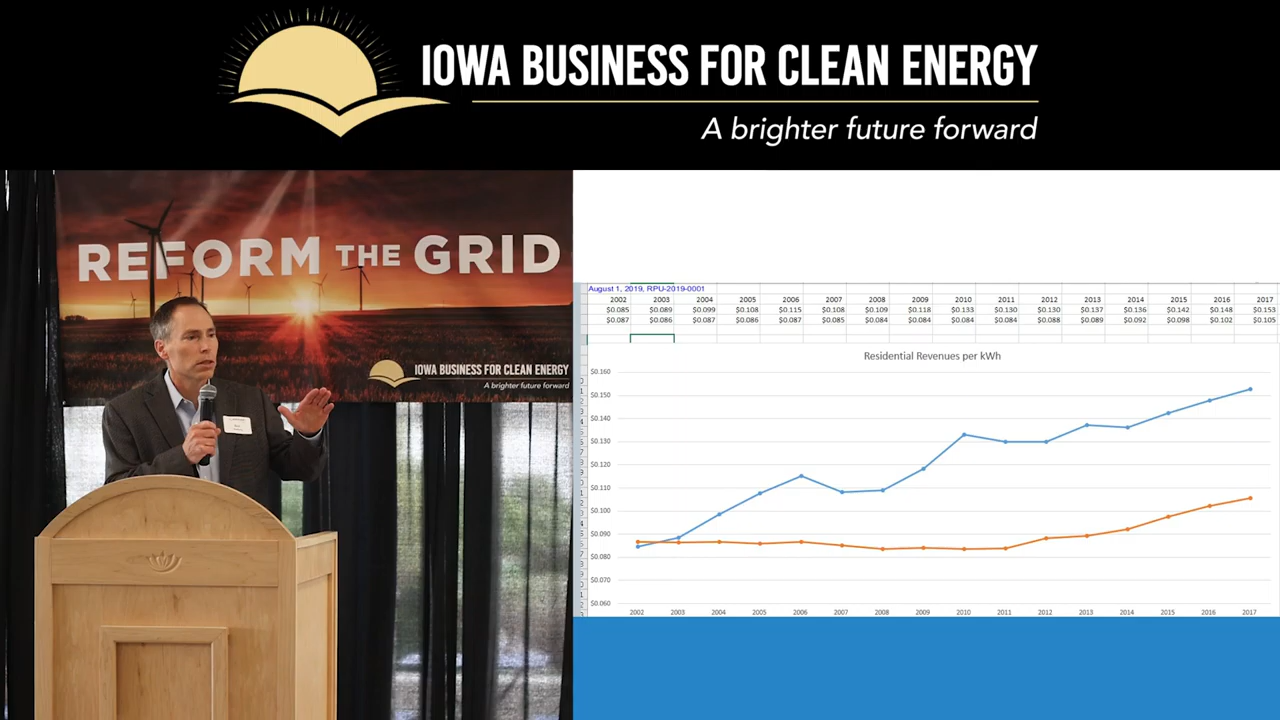 IOWA BUSINESS FOR CLEAN ENERGY
A brighter future forward
REFORM THE GRID
IOWA BUSINESS FOR CLEAN ENERGY
A brighter future forward
August 1, 2019, RPU-2019-0001
2002 2003 2004 2005 2006 2007 2008 2009 2010 2011 2012 2013 2014 2015 2016 2017
$0.085 $0.089 $0.099 $0.108 $0.115 $0.108 $0.109 $0.118 $0.133 $0.130 $0.130 $0.137 $0.136 $0.142 $0.148 $0.153
$0.087 $0.086 $0.087 $0.086 $0.087 $0.085 $0.084 $0.084 $0.084 $0.084 $0.088 $0.089 $0.092 $0.098 $0.102 $0.105
Residential Revenues per kWh
$0.160
$0.150
$0.140
$0.130
$0.120
$0.110
$0.100
$0.090
$0.080
$0.070
$0.060
2002 2003 2004 2005 2006 2007 2008 2009 2010 2011 2012 2013 2014 2015 2016 2017